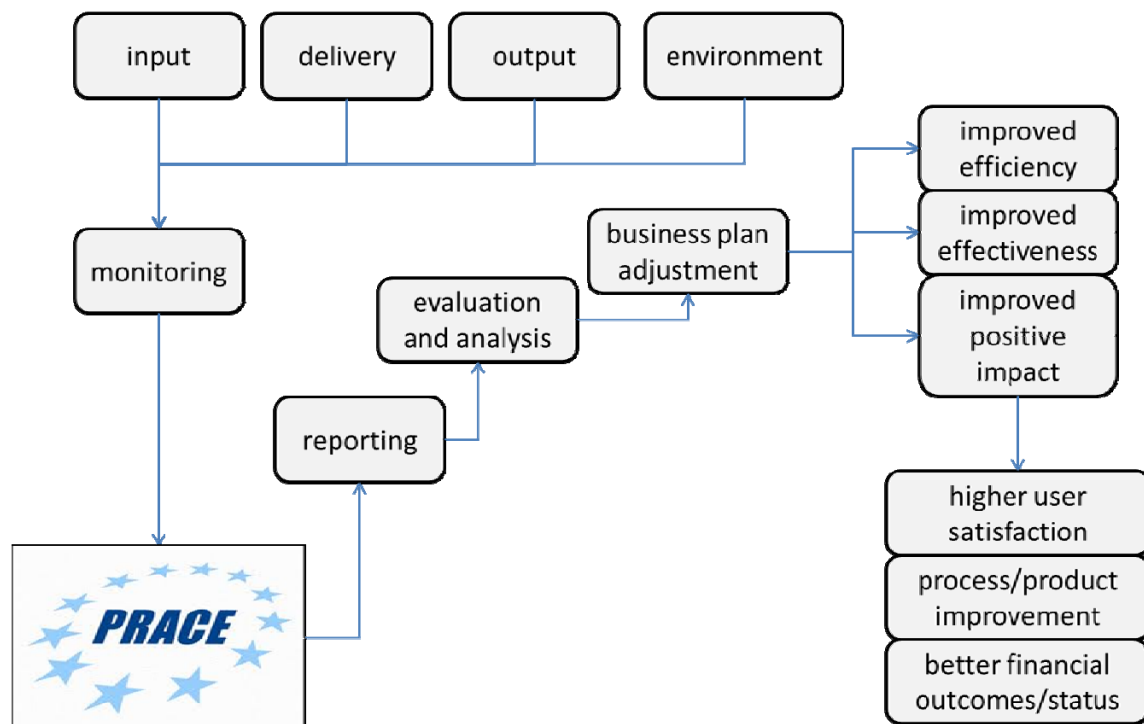 input
delivery
output
environment
improved
efficiency
improved
effectiveness
improved
positive
impact
business plan
adjustment
monitoring
evaluation
and analysis
reporting
higher user
satisfaction
process/product
improvement
better financial
outcomes/status
PRACE